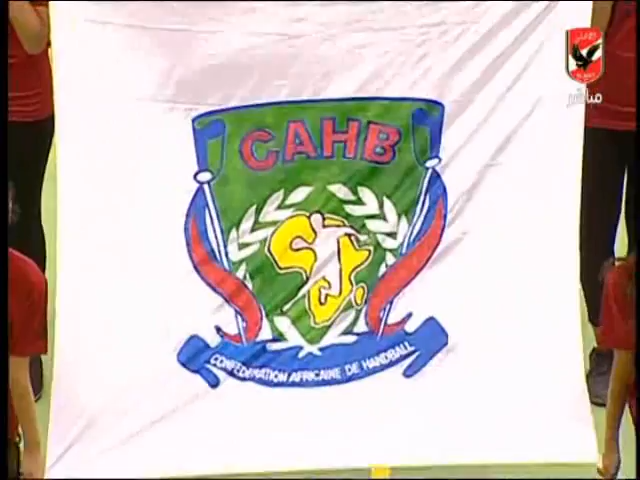 مباشر
CAHB
CONFEDERATION AFRICAINE DE HANDBALL